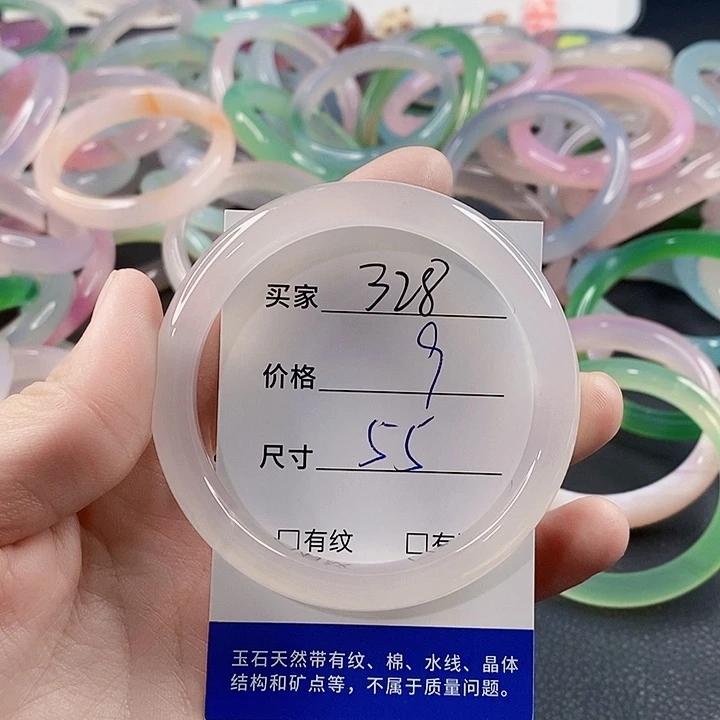 买家 328
价格 9
尺寸 55
□有纹 □有
玉石天然带有纹、棉、水线、晶体
结构和矿点等，不属于质量问题。